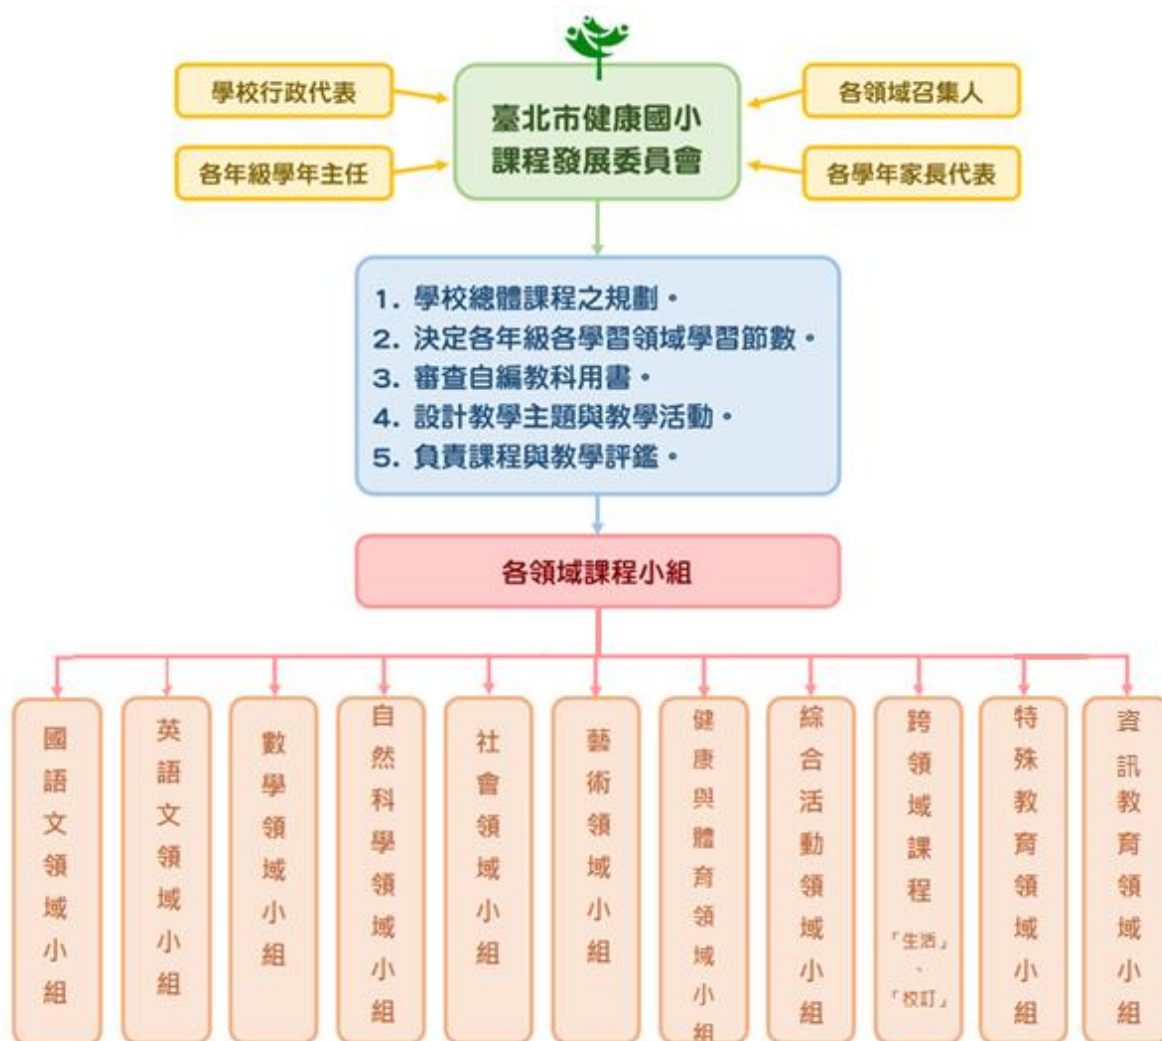 學校行政代表
各領域召集人
臺北市健康國小
課程發展委員會
各年級學年主任
各學年家長代表
1. 學校總體課程之規劃。
2. 決定各年級各學習領域學習節數。
3. 審查自編教科用書。
4. 設計教學主題與教學活動。
5. 負責課程與教學評鑑。
各領域課程小組
國語文領域小組
英語文領域小組
數學領域小組
自然科學領域小組
社會領域小組
藝術領域小組
健康與體育領域小組
綜合活動領域小組
跨領域課程
「生活」
、
「校訂」
特殊教育領域小組
資訊教育領域小組